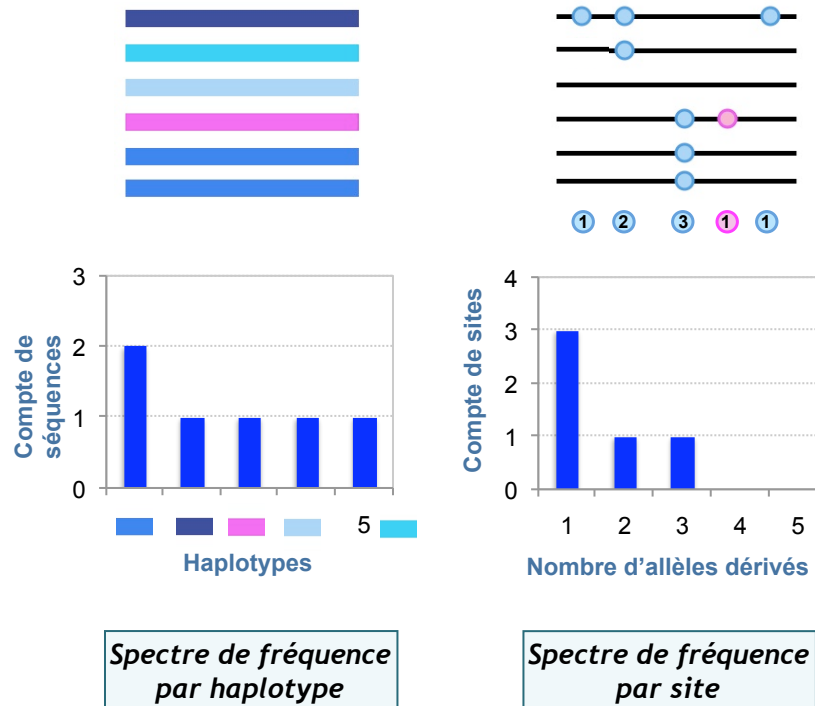 1 2 3 1 1
3
2
1
0
Compte de
séquences
5
Haplotypes
4
3
2
1
0
Compte de sites
1 2 3 4 5
Nombre d'allèles dérivés
Spectre de fréquence
par haplotype
Spectre de fréquence
par site